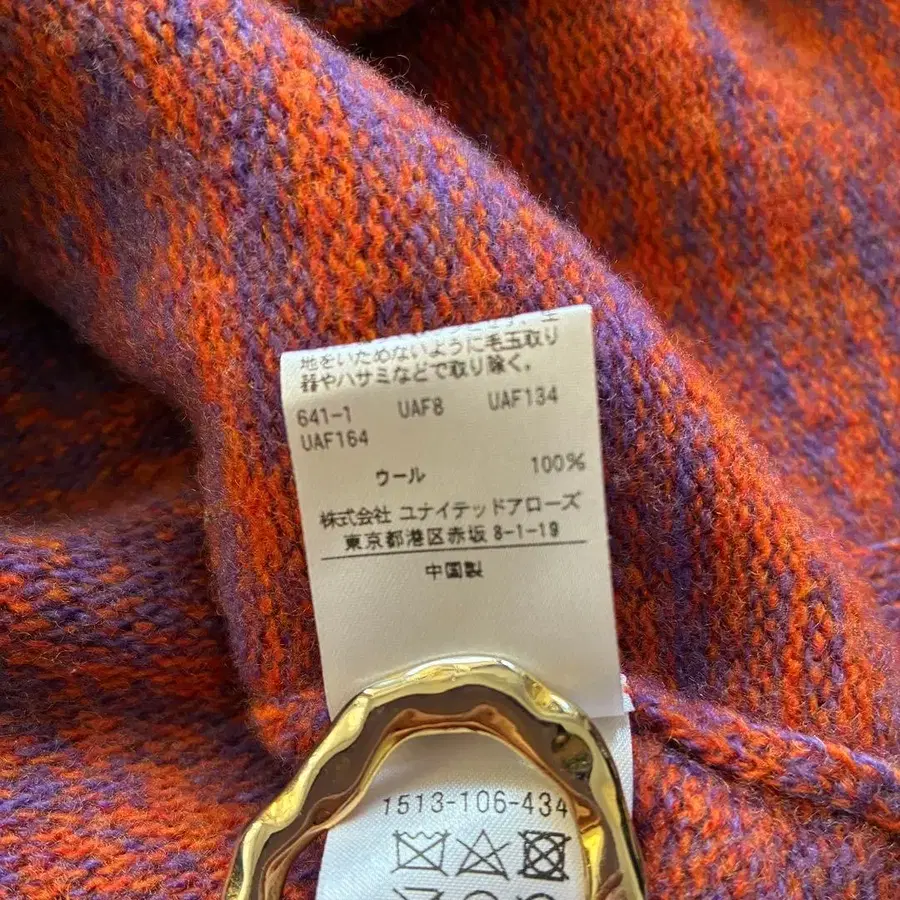 地をいためないように毛玉取り
器やハサミなどで取り除く。
641-1 UAF8 UAF134
UAF164
ウール 100%
株式会社 ユナイテッドアローズ
東京都港区赤坂 8-1-19
中国製
1513-106-434